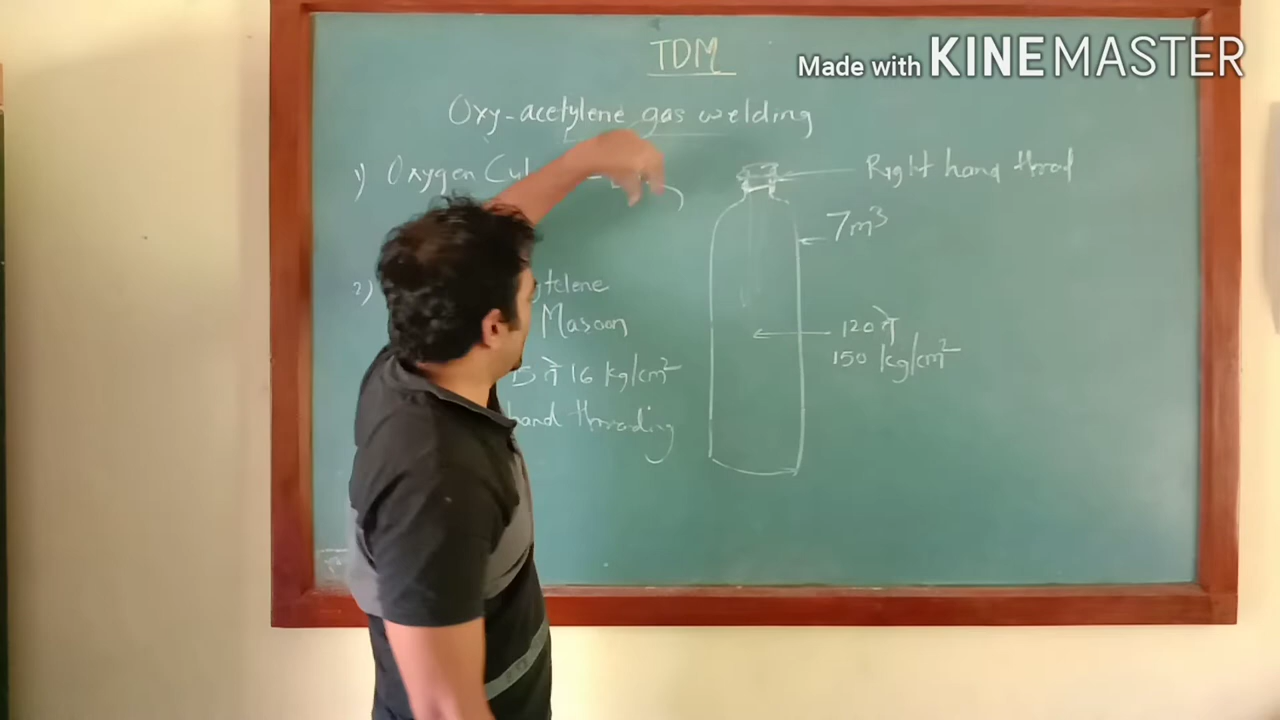 TDM
Made with KINEMASTER
Oxy-acetylene gas welding
1) Oxygen Cyl
Right hand thread
7m³
2)
Masoon
16 kg/cm²
hand threading
120
150 kg/cm²